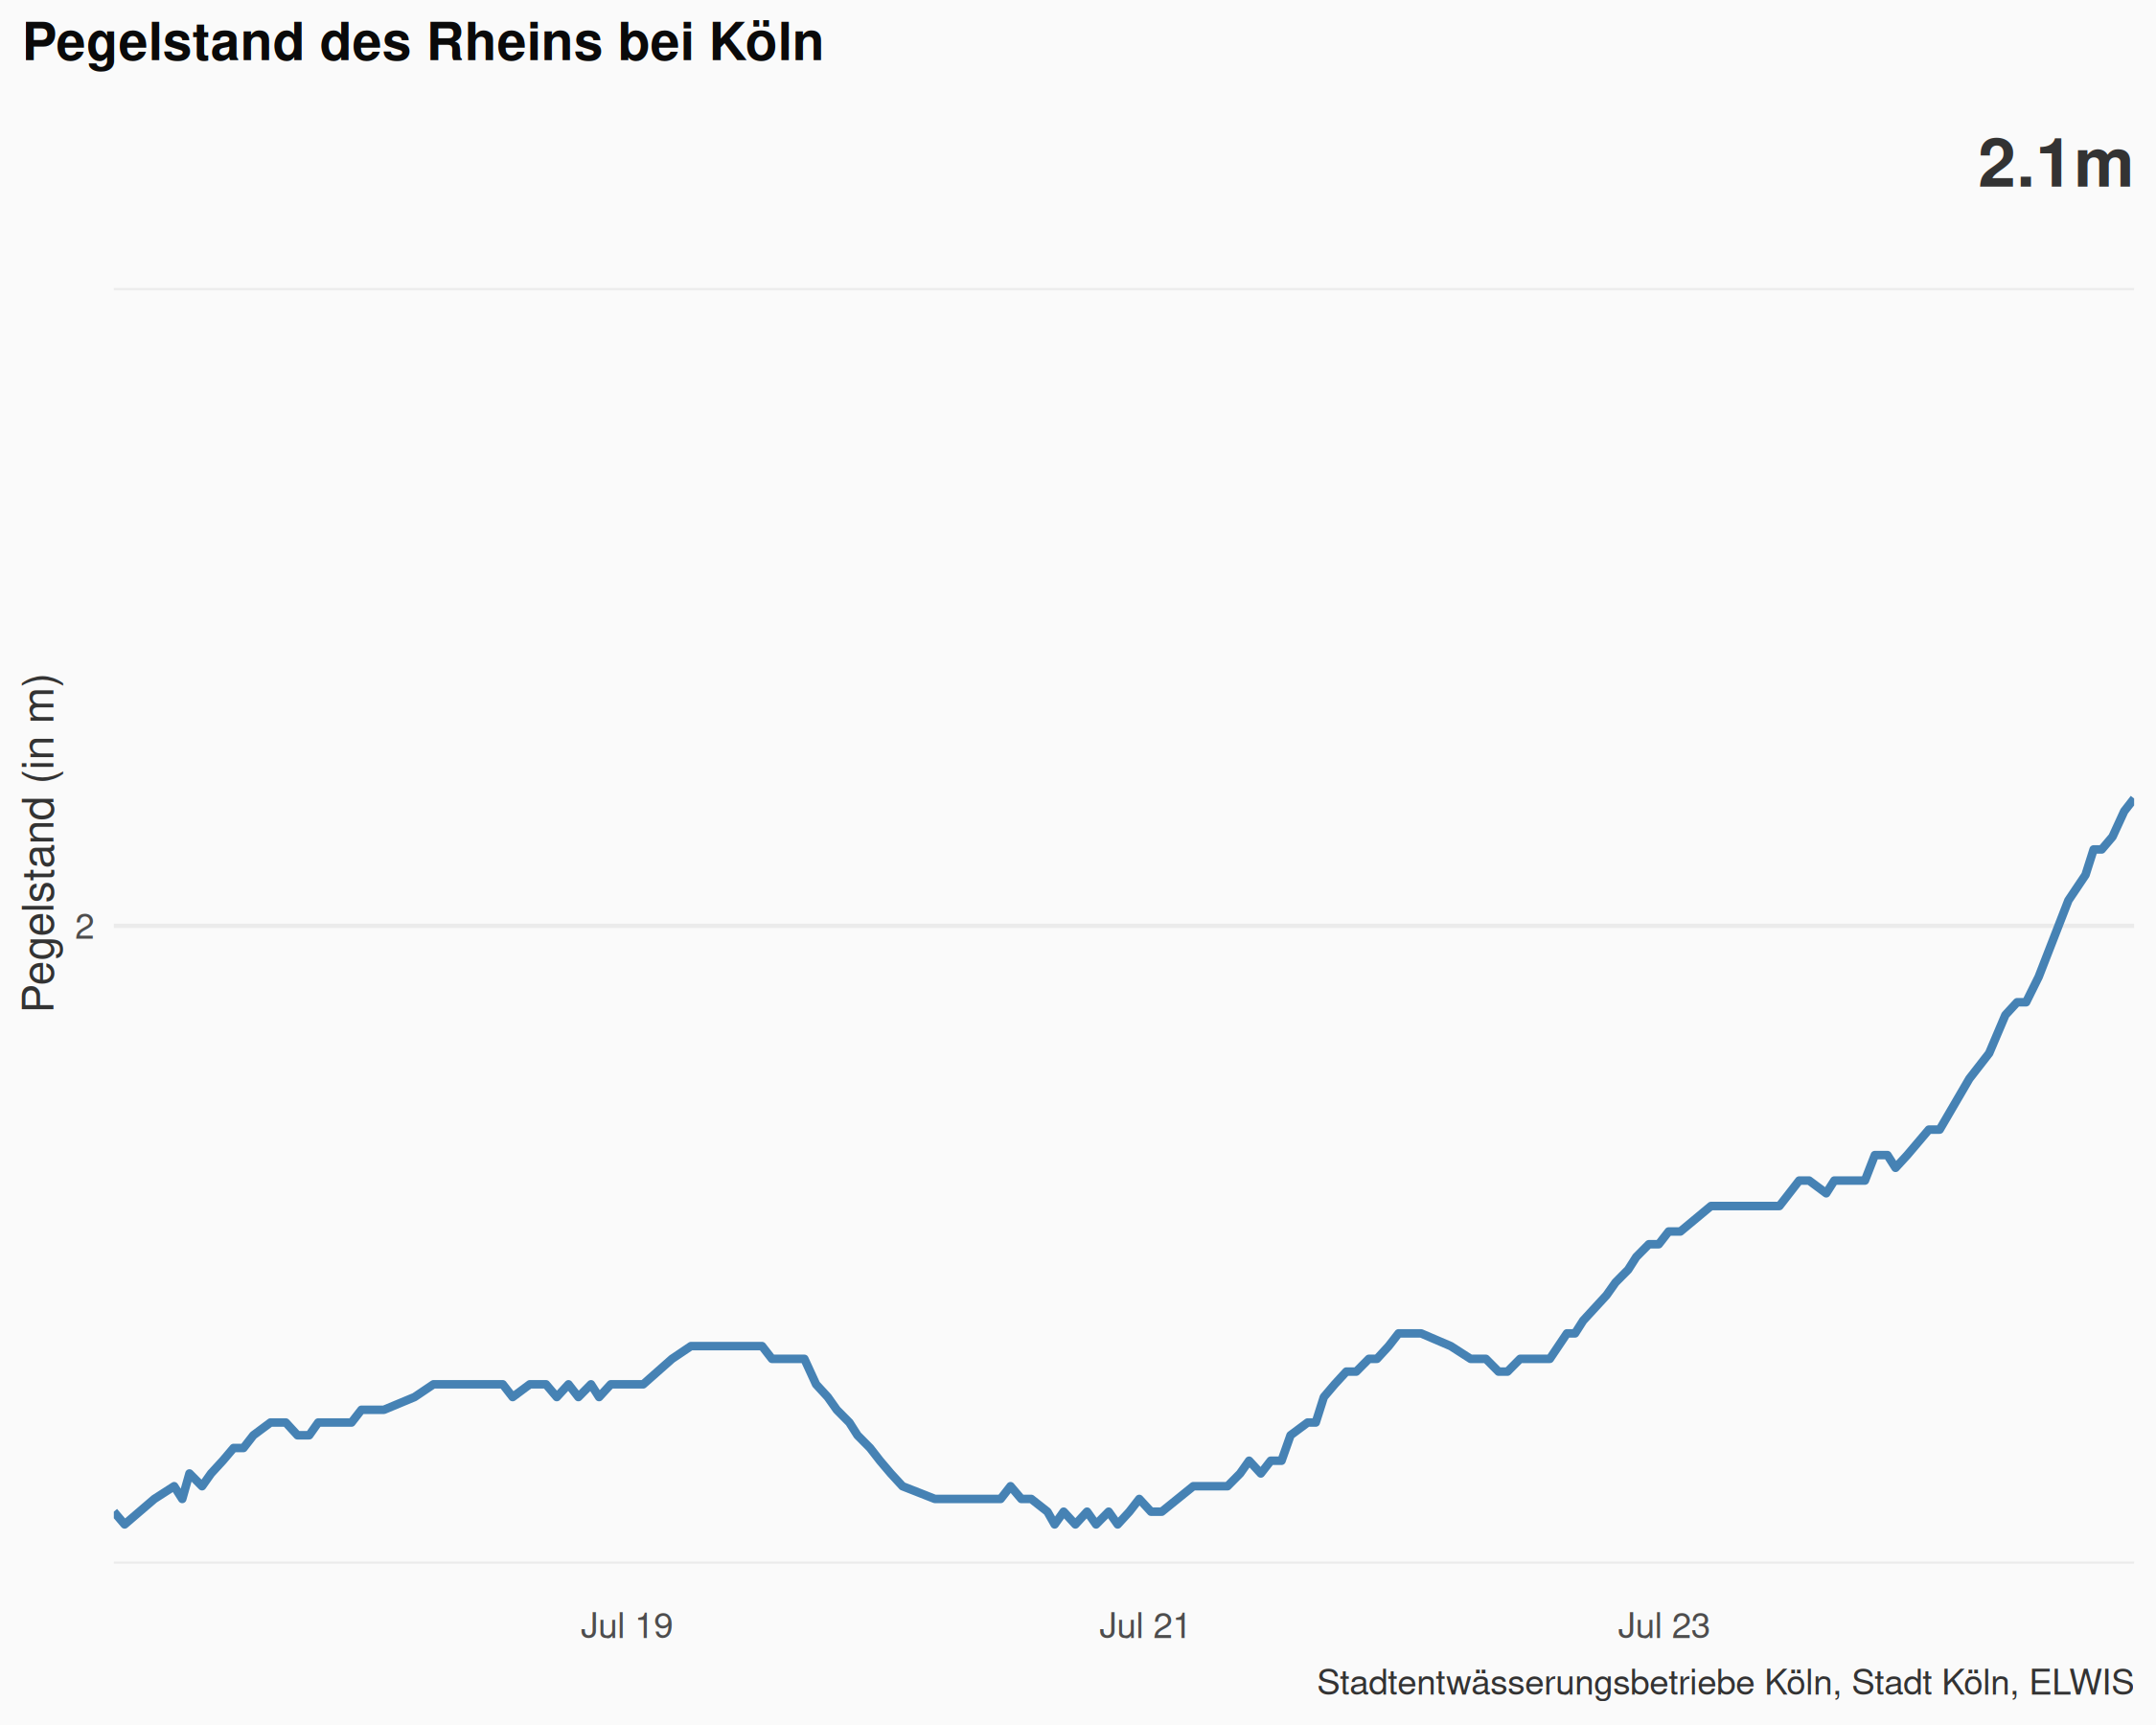 Pegelstand des Rheins bei Köln
2.1m
Pegelstand (in m)
2
Jul 19
Jul 21
Jul 23
Stadtentwässerungsbetriebe Köln, Stadt Köln, ELWIS